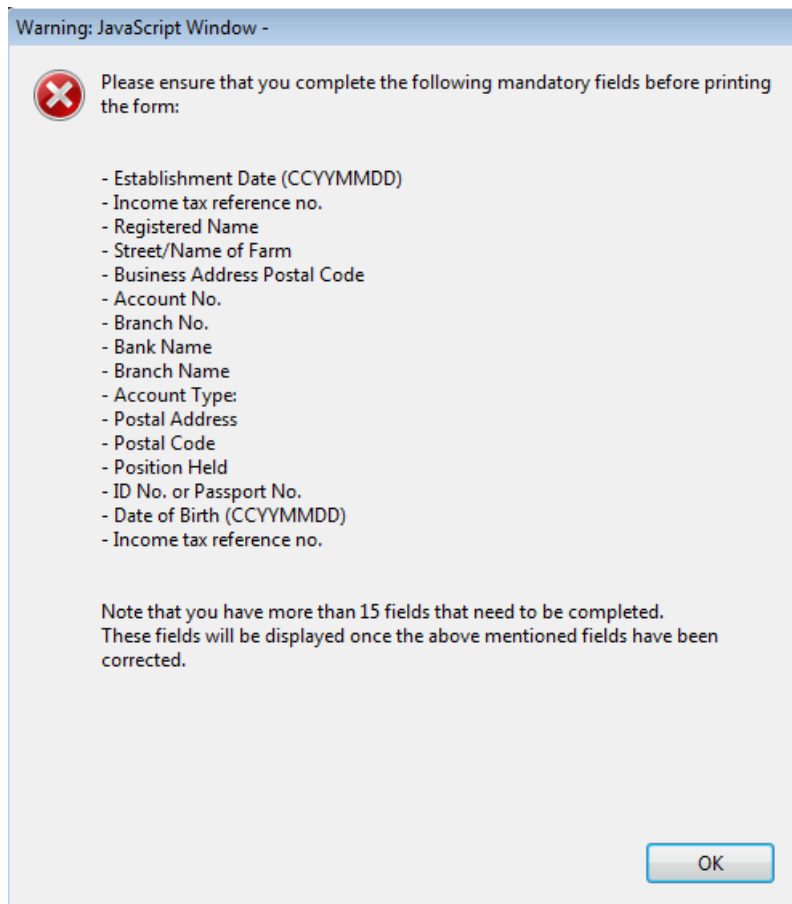 Warning: JavaScript Window -
Please ensure that you complete the following mandatory fields before printing
the form:
- Establishment Date (CCYYMMDD)
- Income tax reference no.
- Registered Name
- Street/Name of Farm
- Business Address Postal Code
- Account No.
- Branch No.
- Bank Name
- Branch Name
- Account Type:
- Postal Address
- Postal Code
- Position Held
- ID No. or Passport No.
- Date of Birth (CCYYMMDD)
- Income tax reference no.
Note that you have more than 15 fields that need to be completed.
These fields will be displayed once the above mentioned fields have been
corrected.
OK